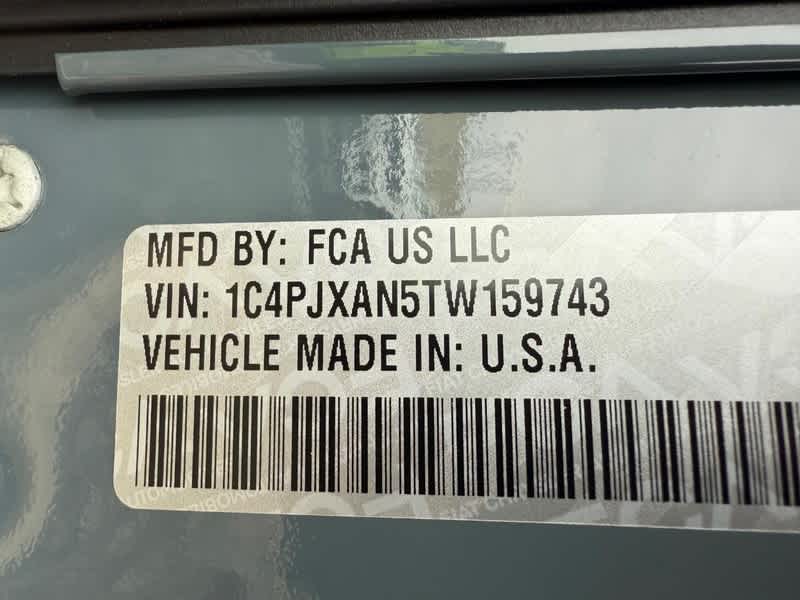 MFD BY: FCA US LLC
VIN: 1C4PJXAN5TW159743
VEHICLE MADE IN: U.S.A.